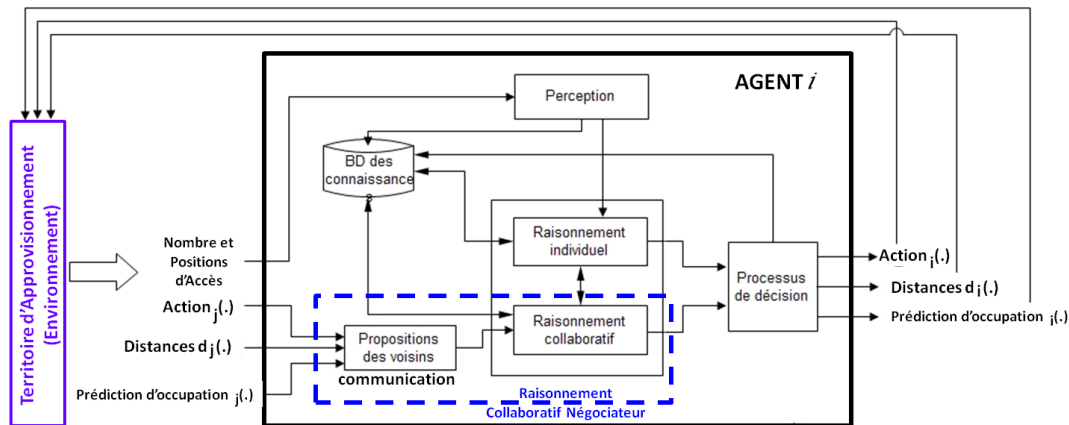 AGENT i
Perception
BD des
connaissance
s
Territoire d'Approvisionnement
(Environnement)
Nombre et
Positions
d'Accès
Raisonnement
individuel
Processus
de décision
Action i(.)
Distances d i(.)
Prédiction d'occupation i(.)
Action j(.)
Distances d j(.)
Prédiction d'occupation j(.)
Propositions
des voisins
communication
Raisonnement
collaboratif
Raisonnement
Collaboratif Négociateur